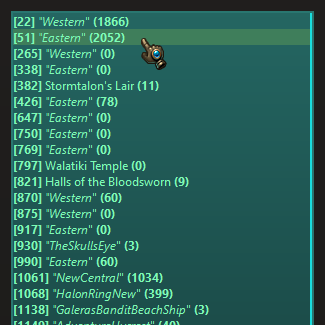 [22] "Western" (1866)
[51] "Eastern" (2052)
[265] "Western" (0)
[338] "Eastern" (0)
[382] Stormtalon's Lair (11)
[426] "Eastern" (78)
[647] "Eastern" (0)
[750] "Eastern" (0)
[769] "Eastern" (0)
[797] Walatiki Temple (0)
[821] Halls of the Bloodsworn (9)
[870] "Western" (60)
[875] "Western" (0)
[917] "Eastern" (0)
[930] "TheSkullsEye" (3)
[990] "Eastern" (60)
[1061] "NewCentral" (1034)
[1068] "HalonRingNew" (399)
[1138] "GalerasBanditBeachShip" (3)